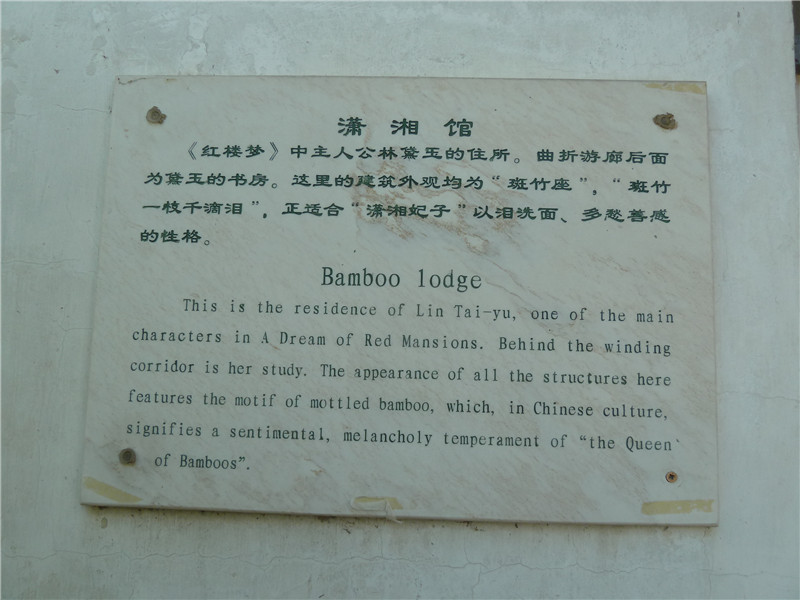 潇湘馆
《红楼梦》中主人公林黛玉的住所。曲折游廊后面
为黛玉的书房。这里的建筑外观均为“斑竹座”，“斑竹
一枝千滴泪”，正适合“潇湘妃子”以泪洗面、多愁善感
的性格。
Bamboo lodge
This is the residence of Lin Tai-yu, one of the main
characters in A Dream of Red Mansions. Behind the winding
corridor is her study. The appearance of all the structures here
features the motif of mottled bamboo, which, in Chinese culture,
signifies a sentimental, melancholy temperament of “the Queen
of Bamboos”.